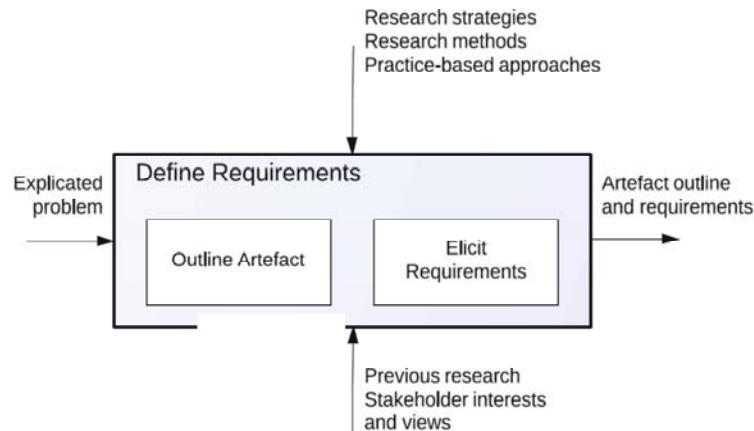 Research strategies
Research methods
Practice-based approaches
Define Requirements
Explicated
problem
Outline Artefact
Elicit
Requirements
Artefact outline
and requirements
Previous research
Stakeholder interests
and views